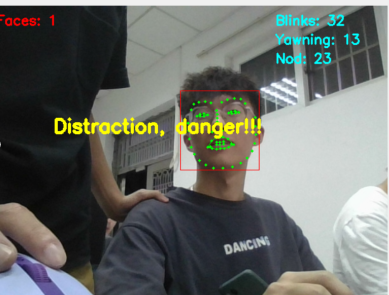 Faces: 1
Blinks: 32
Yawning: 13
Nod: 23
Distraction, danger!!!
DANCING